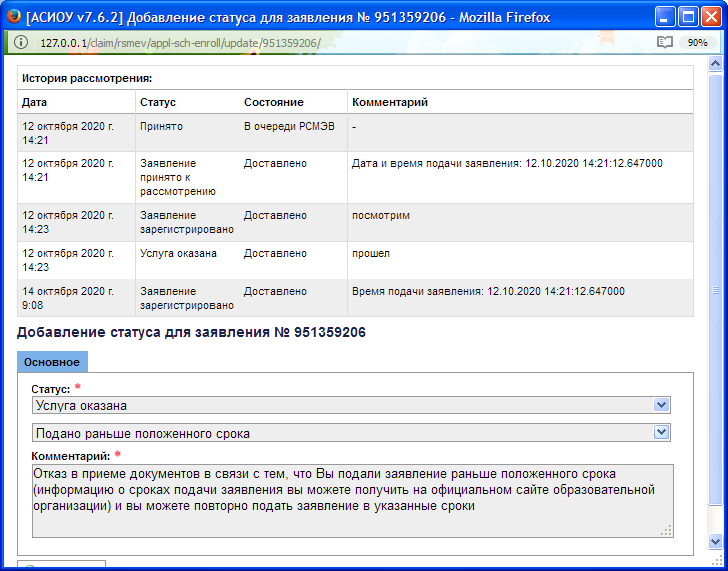 [АСИОУ v7.6.2] Добавление статуса для заявления № 951359206 - Mozilla Firefox
127.0.0.1/claim/rsmev/appl-sch-enroll/update/951359206/
90%
История рассмотрения:
Дата Статус Состояние Комментарий
12 октября 2020 г. Принято В очереди РСМЭВ -
14:21
12 октября 2020 г. Заявление Доставлено Дата и время подачи заявления: 12.10.2020 14:21:12.647000
14:21 принято к
рассмотрению
12 октября 2020 г. Заявление Доставлено посмотрим
14:23 зарегистрировано
12 октября 2020 г. Услуга оказана Доставлено прошел
14:23
14 октября 2020 г. Заявление Доставлено Время подачи заявления: 12.10.2020 14:21:12.647000
9:08 зарегистрировано
Добавление статуса для заявления № 951359206
Основное
Статус: *
Услуга оказана
Подано раньше положенного срока
Комментарий: *
Отказ в приеме документов в связи с тем, что Вы подали заявление раньше положенного срока
(информацию о сроках подачи заявления вы можете получить на официальном сайте образовательной
организации) и вы можете повторно подать заявление в указанные сроки